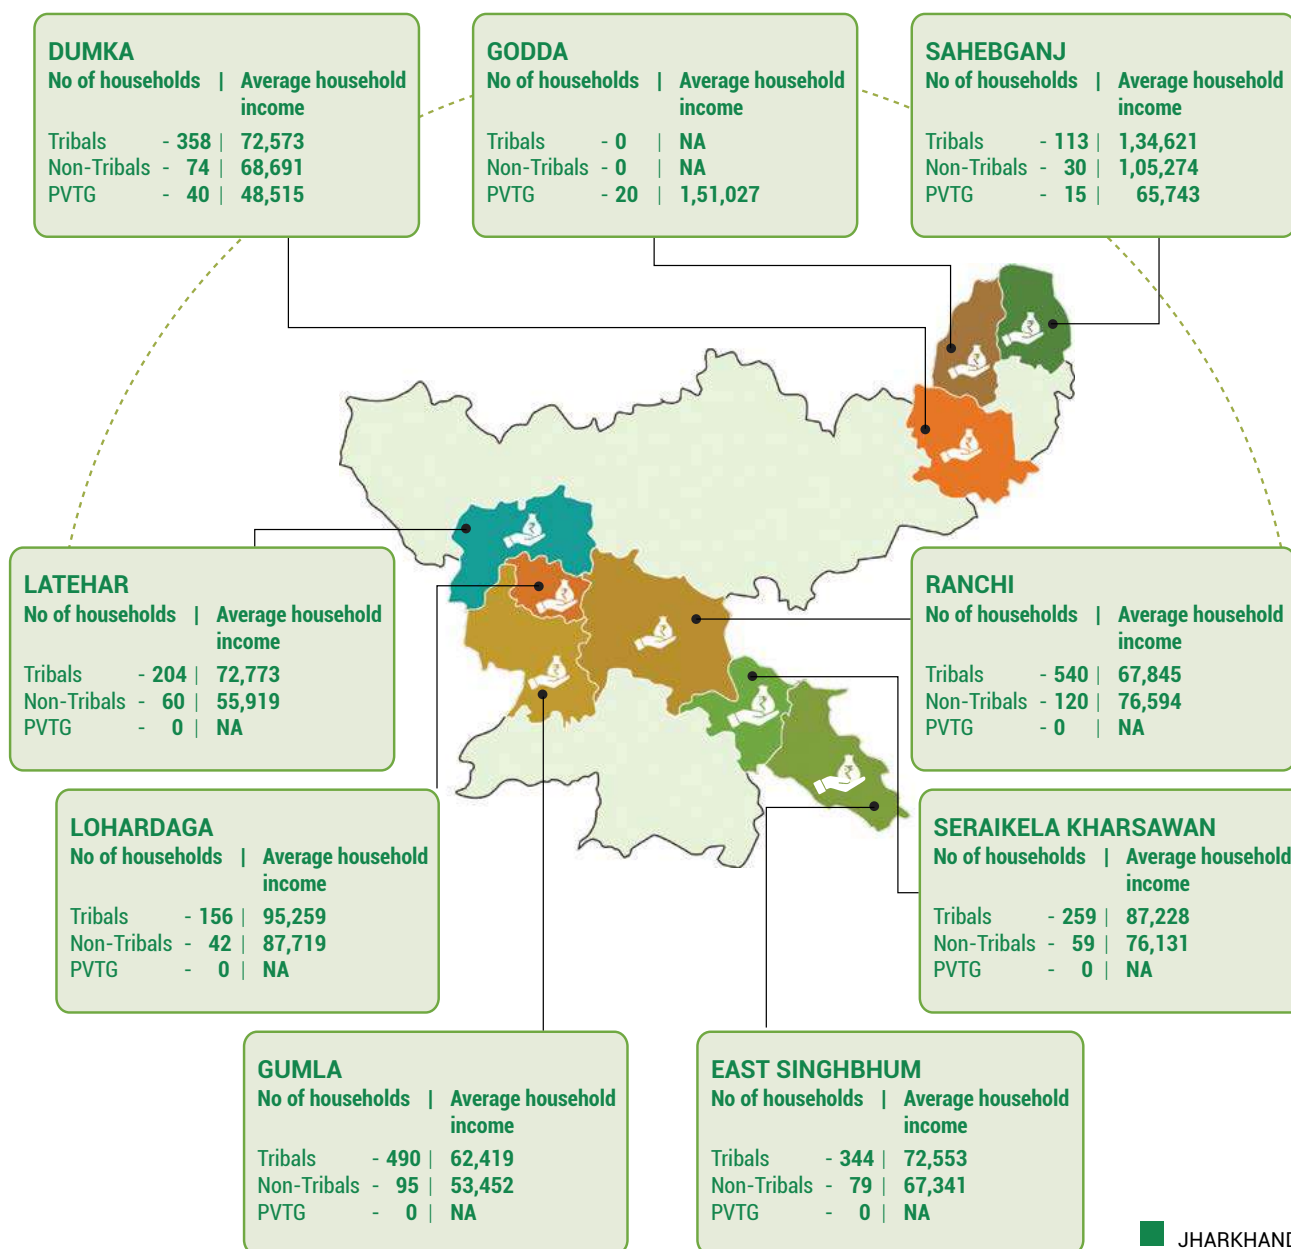 DUMKA
No of households | Average household
income
Tribals - 358 | 72,573
Non-Tribals - 74 | 68,691
PVTG - 40 | 48,515
GODDA
No of households | Average household
income
Tribals - 0 | NA
Non-Tribals - 0 | NA
PVTG - 20 | 1,51,027
SAHEBGANJ
No of households | Average household
income
Tribals - 113 | 1,34,621
Non-Tribals - 30 | 1,05,274
PVTG - 15 | 65,743
LATEHAR
No of households | Average household
income
Tribals - 204 | 72,773
Non-Tribals - 60 | 55,919
PVTG - 0 | NA
RANCHI
No of households | Average household
income
Tribals - 540 | 67,845
Non-Tribals - 120 | 76,594
PVTG - 0 | NA
LOHARDAGA
No of households | Average household
income
Tribals - 156 | 95,259
Non-Tribals - 42 | 87,719
PVTG - 0 | NA
SERAIKELA KHARSAWAN
No of households | Average household
income
Tribals - 259 | 87,228
Non-Tribals - 59 | 76,131
PVTG - 0 | NA
GUMLA
No of households | Average household
income
Tribals - 490 | 62,419
Non-Tribals - 95 | 53,452
PVTG - 0 | NA
EAST SINGHBHUM
No of households | Average household
income
Tribals - 344 | 72,553
Non-Tribals - 79 | 67,341
PVTG - 0 | NA
JHARKHAND